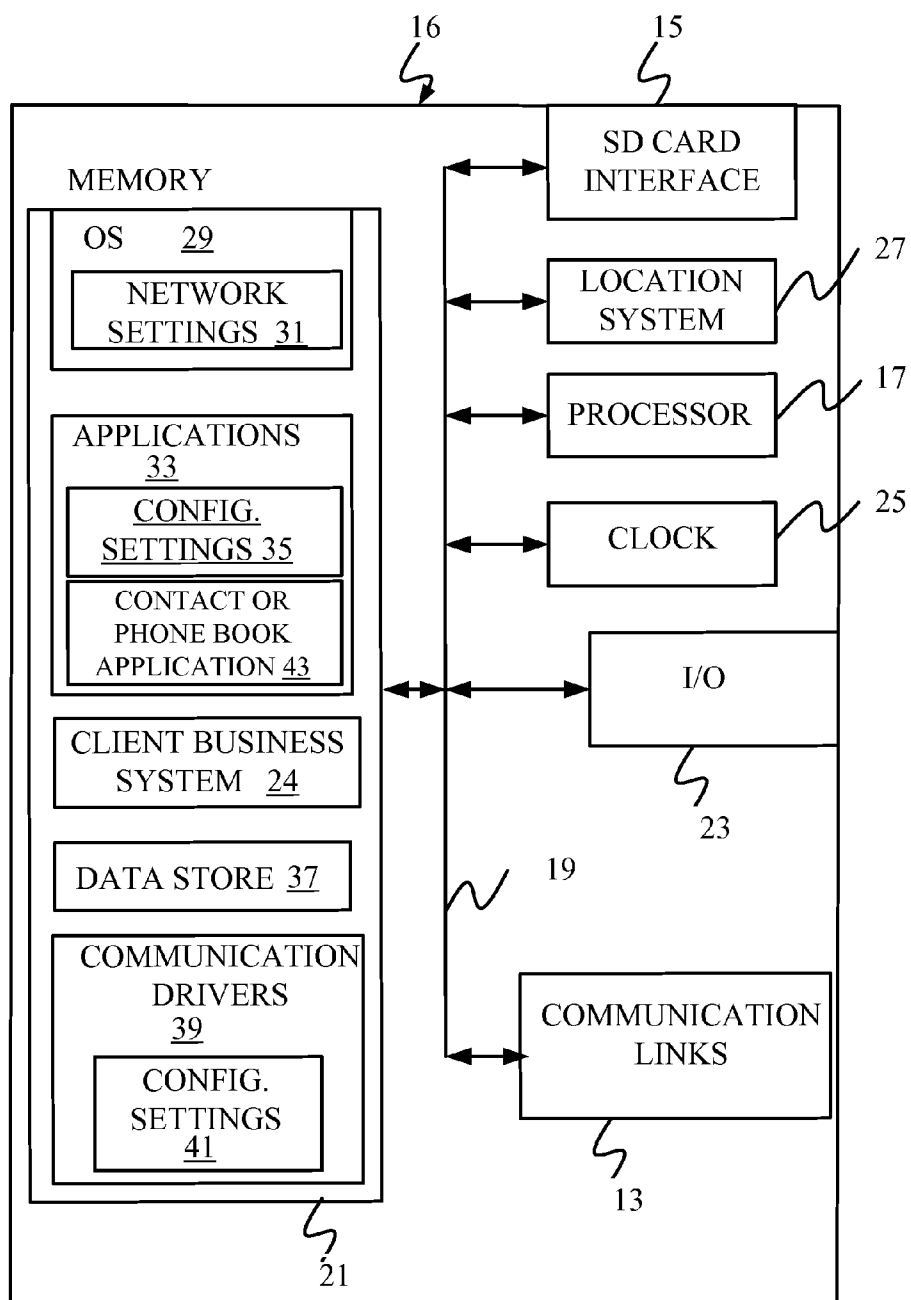 16
15
MEMORY
SD CARD
INTERFACE
OS 29
NETWORK
SETTINGS 31
27
LOCATION
SYSTEM
17
PROCESSOR
APPLICATIONS
33
CONFIG.
SETTINGS 35
CONTACT OR
PHONE BOOK
APPLICATION 43
25
CLOCK
I/O
23
CLIENT BUSINESS
SYSTEM 24
DATA STORE 37
19
COMMUNICATION
DRIVERS
39
CONFIG.
SETTINGS
41
COMMUNICATION
LINKS
13
21